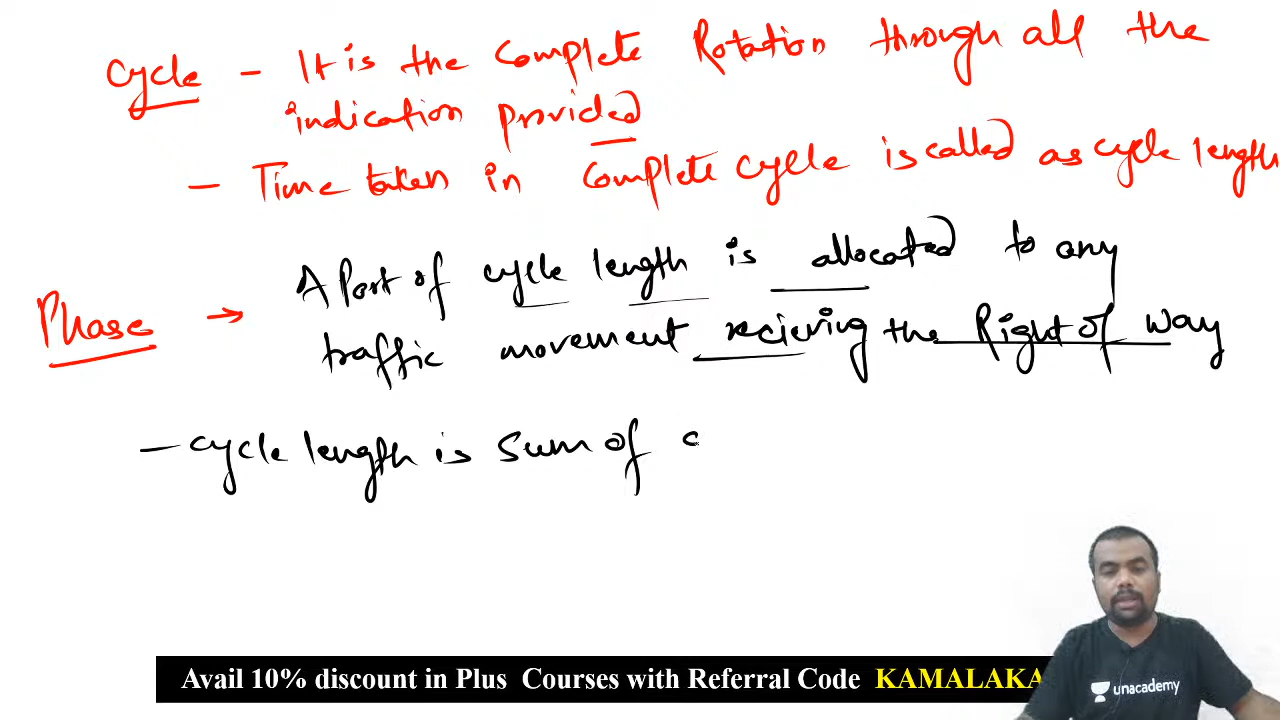 Cycle - It is the Complete Rotation through all the
indication provided
- Time taken in Complete cycle is called as cycle length
Phase → A Part of cycle length is allocated to any
traffic movement recieving the Right of way
- cycle length is sum of
Avail 10% discount in Plus Courses with Referral Code KAMALAKA
unacademy